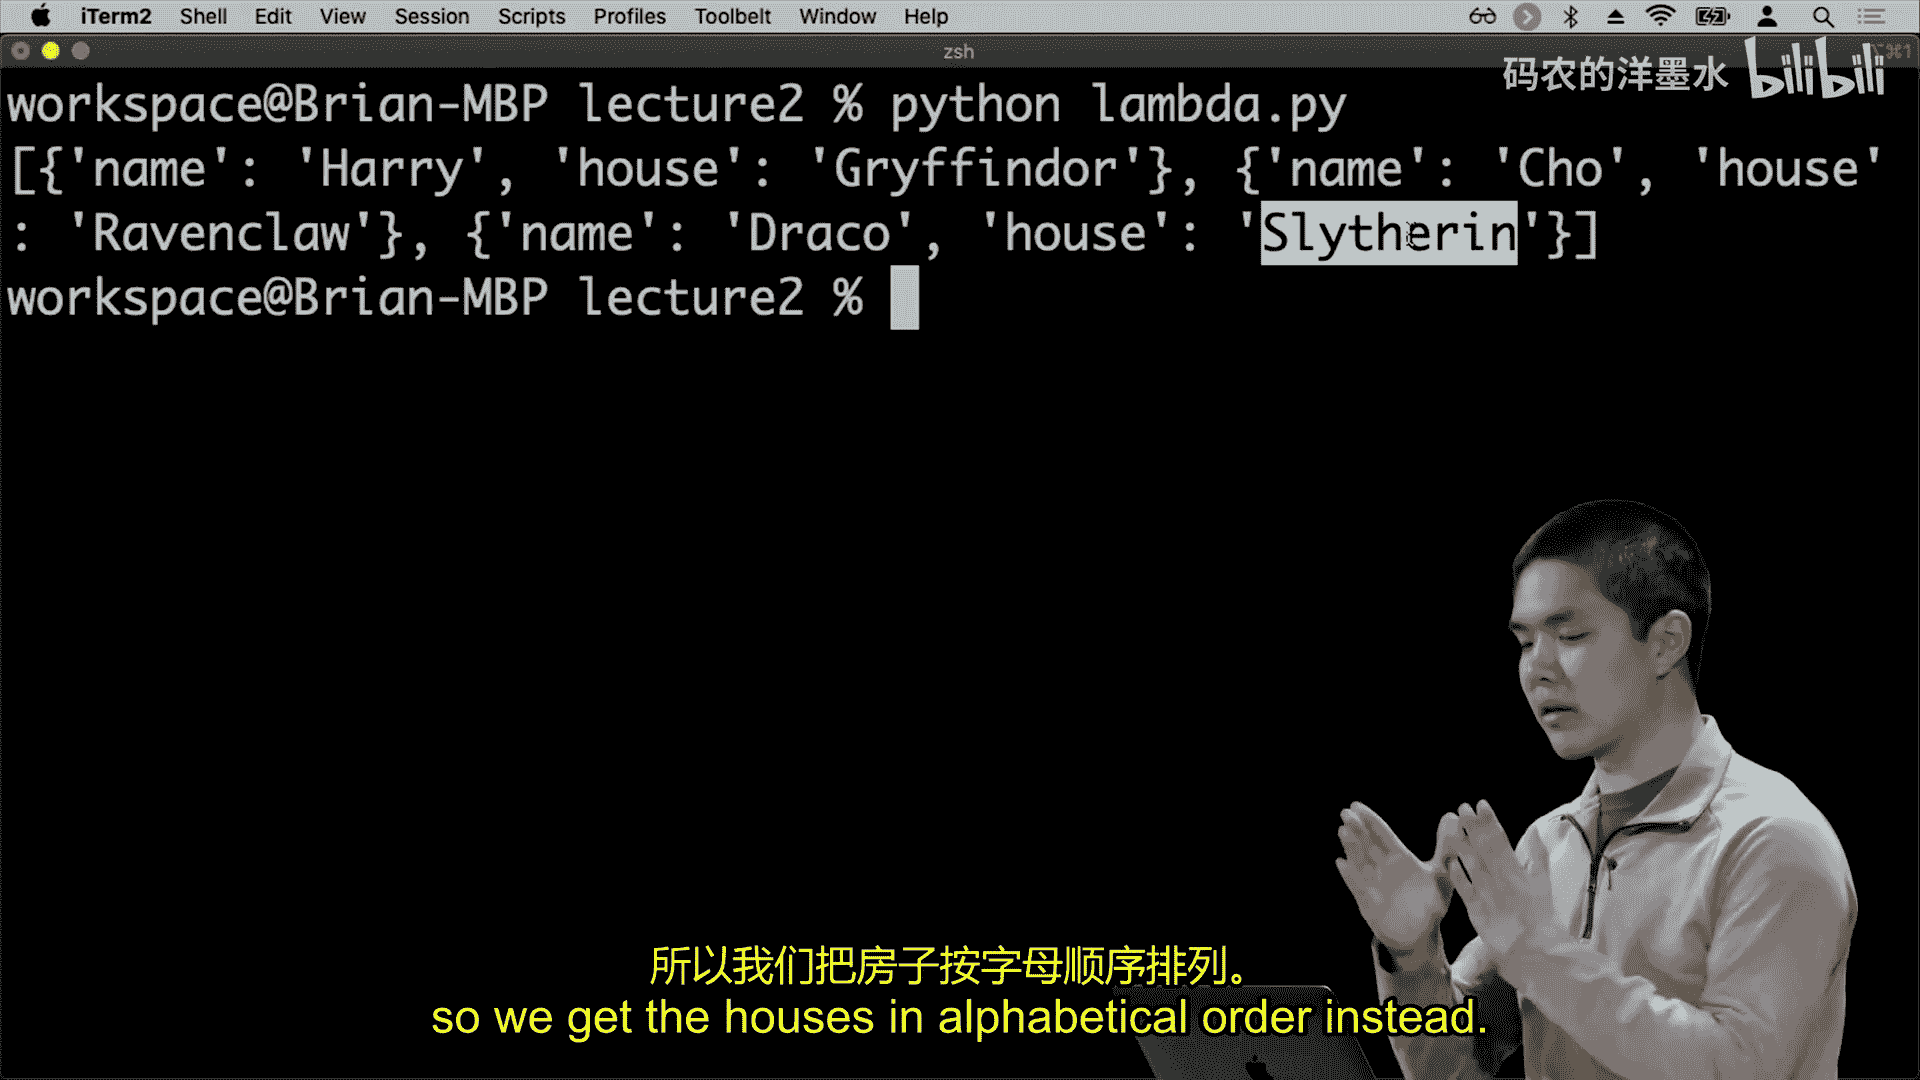 iTerm2 Shell Edit View Session Scripts Profiles Toolbelt Window Help
zsh
⌘1
码农的洋墨水 bilibili
workspace@Brian-MBP lecture2 % python lambda.py
[{'name': 'Harry', 'house': 'Gryffindor'}, {'name': 'Cho', 'house'
: 'Ravenclaw'}, {'name': 'Draco', 'house': 'Slytherin'}]
workspace@Brian-MBP lecture2 %
所以我们把房子按字母顺序排列。
so we get the houses in alphabetical order instead.